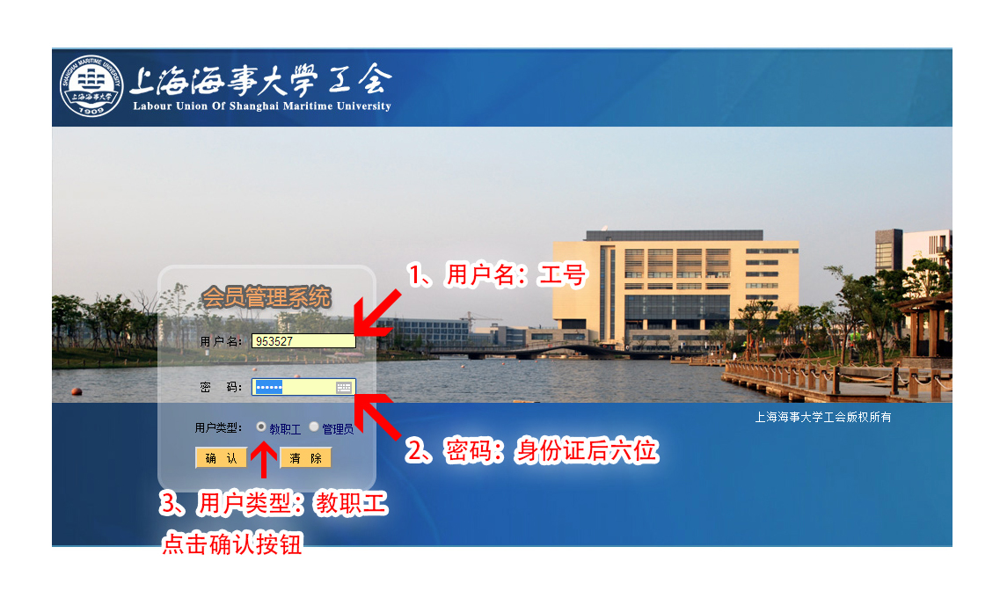 SHANGHAI MARITIME UNIVERSITY
上海海事大学
1909
上海海事大學工会
Labour Union Of Shanghai Maritime University
1、用户名：工号
会员管理系统
用户名：953527
密 码：••••••
上海海事大学工会版权所有
用户类型：教职工 管理员
2、密码：身份证后六位
确 认 清 除
3、用户类型：教职工
点击确认按钮